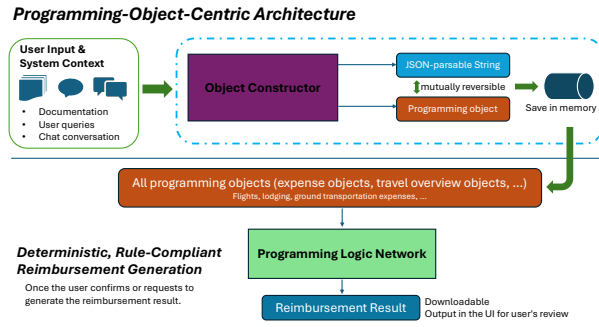 Programming-Object-Centric Architecture
User Input &
System Context
• Documentation
• User queries
• Chat conversation
Object Constructor
JSON-parsable String
mutually reversible
Programming object
Save in memory
All programming objects (expense objects, travel overview objects, ...)
Flights, lodging, ground transportation expenses, ...
Deterministic, Rule-Compliant
Reimbursement Generation
Once the user confirms or requests to
generate the reimbursement result.
Programming Logic Network
Reimbursement Result
Downloadable
Output in the UI for user's review